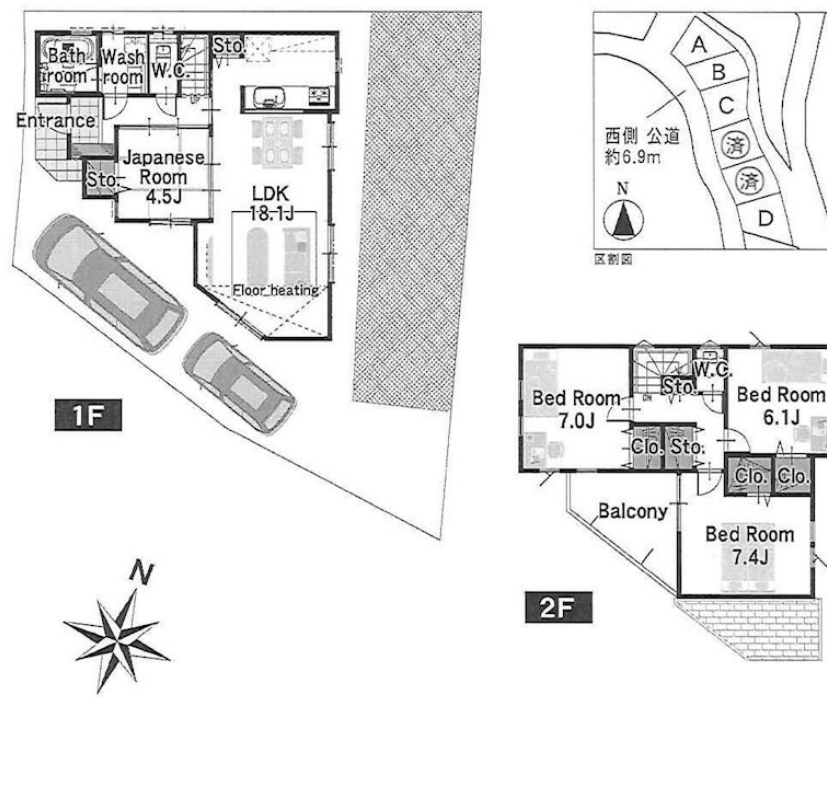 Bath room
Wash room
W.C.
Sto.
Entrance
Japanese Room
4.5J
Sto.
LDK
18.1J
Floor heating
1F
N
A
B
C
済
済
D
西側 公道
約6.9m
N
区割図
Bed Room
7.0J
W.C.
Sto.
DN
Bed Room
6.1J
Clo.
Sto.
Clo.
Clo.
Balcony
Bed Room
7.4J
2F